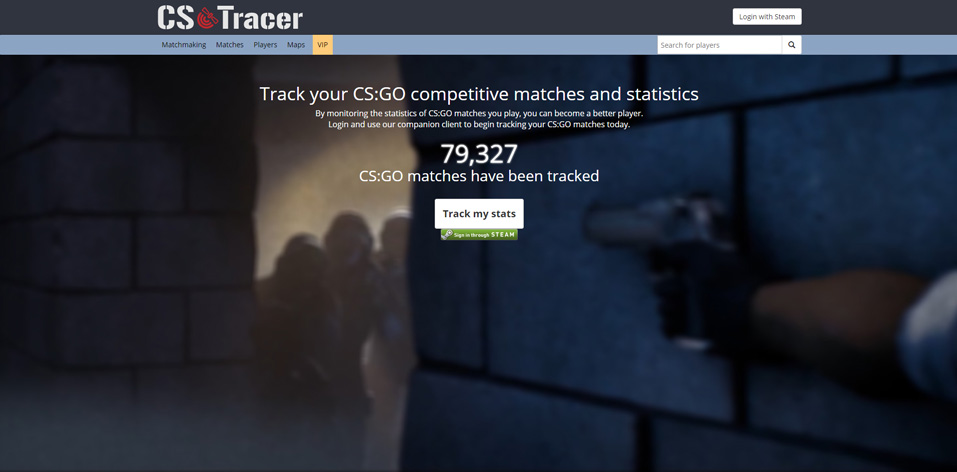 CS Tracer
Login with Steam
Matchmaking Matches Players Maps VIP
Search for players
Track your CS:GO competitive matches and statistics
By monitoring the statistics of CS:GO matches you play, you can become a better player.
Login and use our companion client to begin tracking your CS:GO matches today.
79,327
CS:GO matches have been tracked
Track my stats
Sign in through STEAM